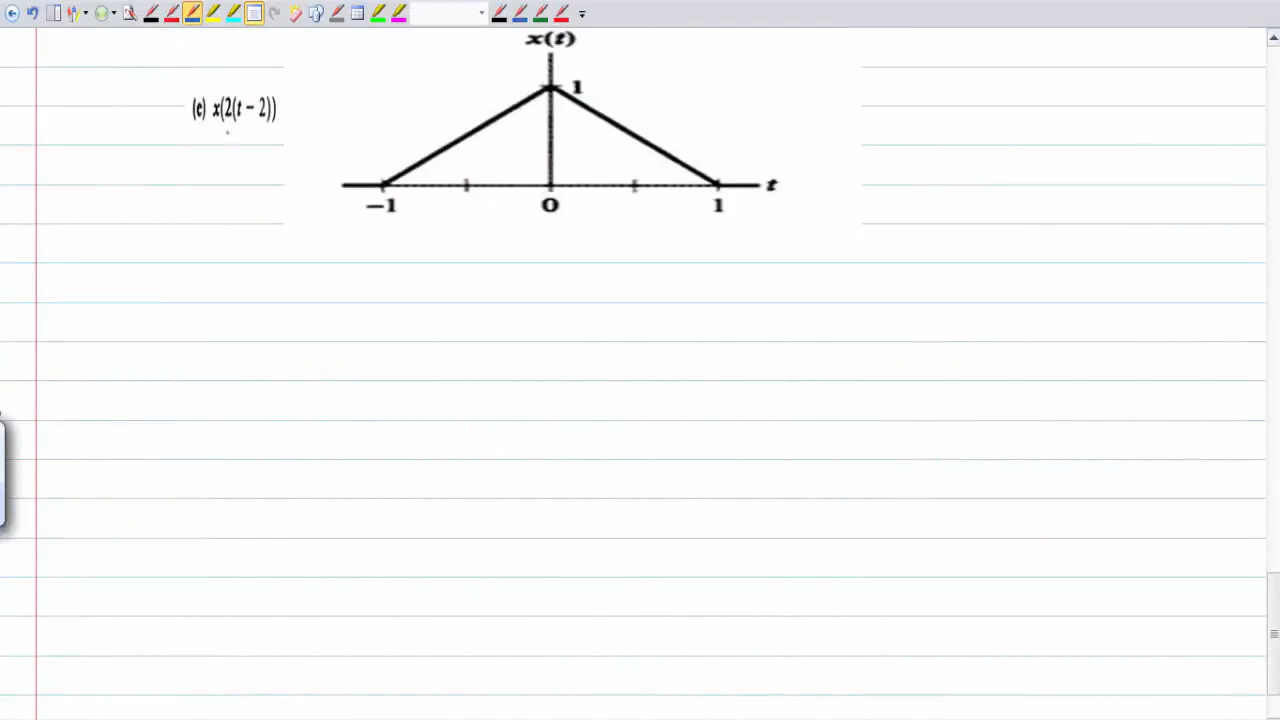 x(t)
1
(c) x(2(t − 2))
t
−1 0 1